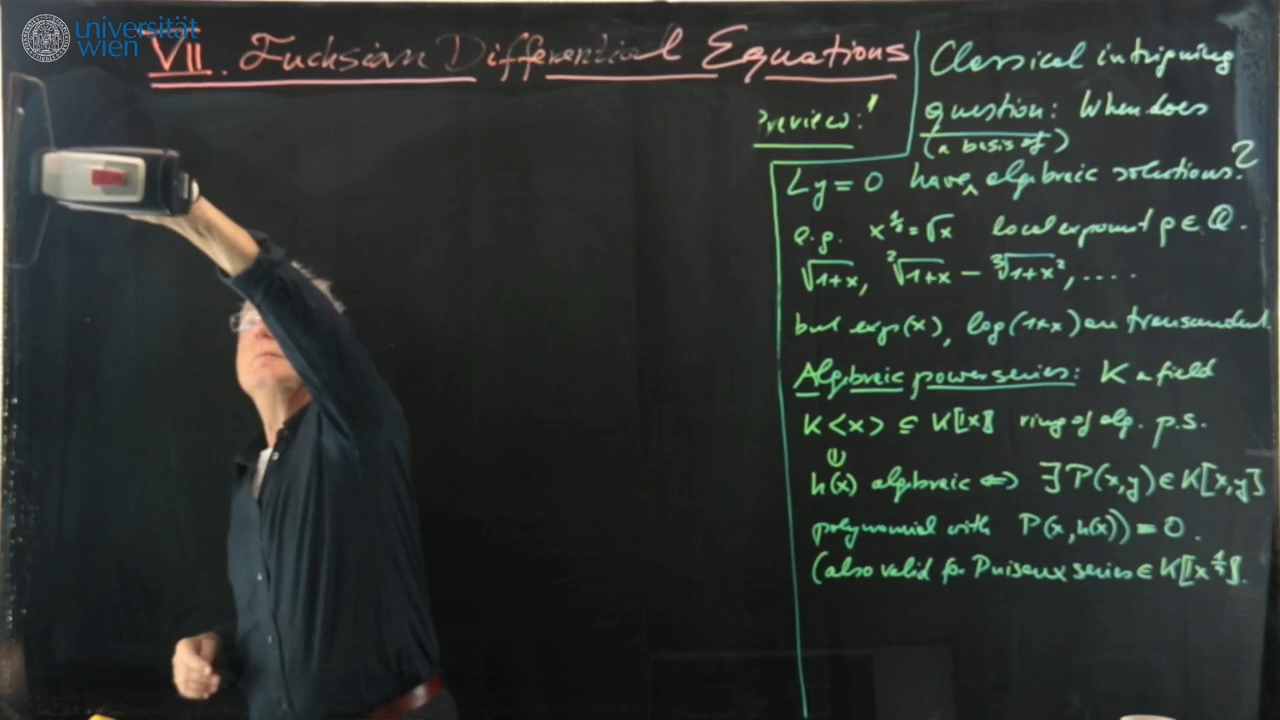 universität
wien
VII. Fuchsian Differential Equations
Preview:
Classical intriguing
question: When does
(a basis of)
Ly = 0 have algebraic solutions?
e.g. x^½ = √x local exponent ρ ∈ ℚ.
√1+x, ²√1+x − ³√1+x², ....
but exp(x), log(1+x) are transcendent.
Algebraic power series: K a field
K<x> ⊆ K[[x]] ring of alg. p.s.
h(x) algebraic ⇔ ∃ P(x,y) ∈ K[x,y]
polynomial with P(x, h(x)) = 0.
(also valid for Puiseux series ∈ K[[x